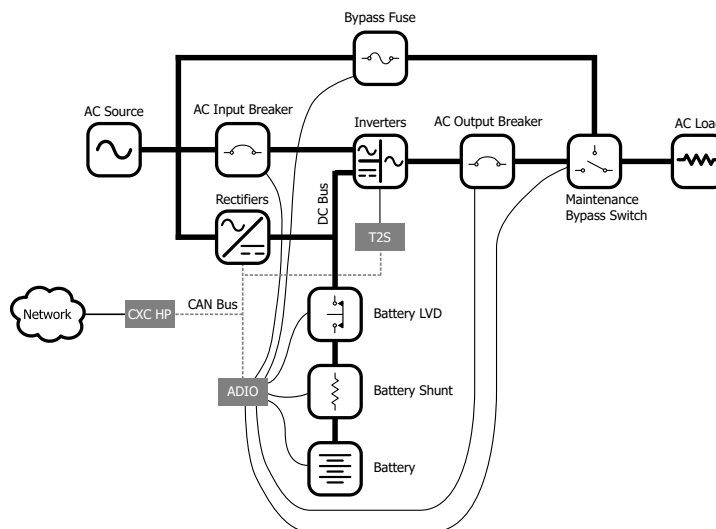 Bypass Fuse
AC Source
AC Input Breaker
Inverters
AC Output Breaker
AC Load
Rectifiers
DC Bus
Maintenance
Bypass Switch
T2S
Network
CXC HP
CAN Bus
Battery LVD
ADIO
Battery Shunt
Battery